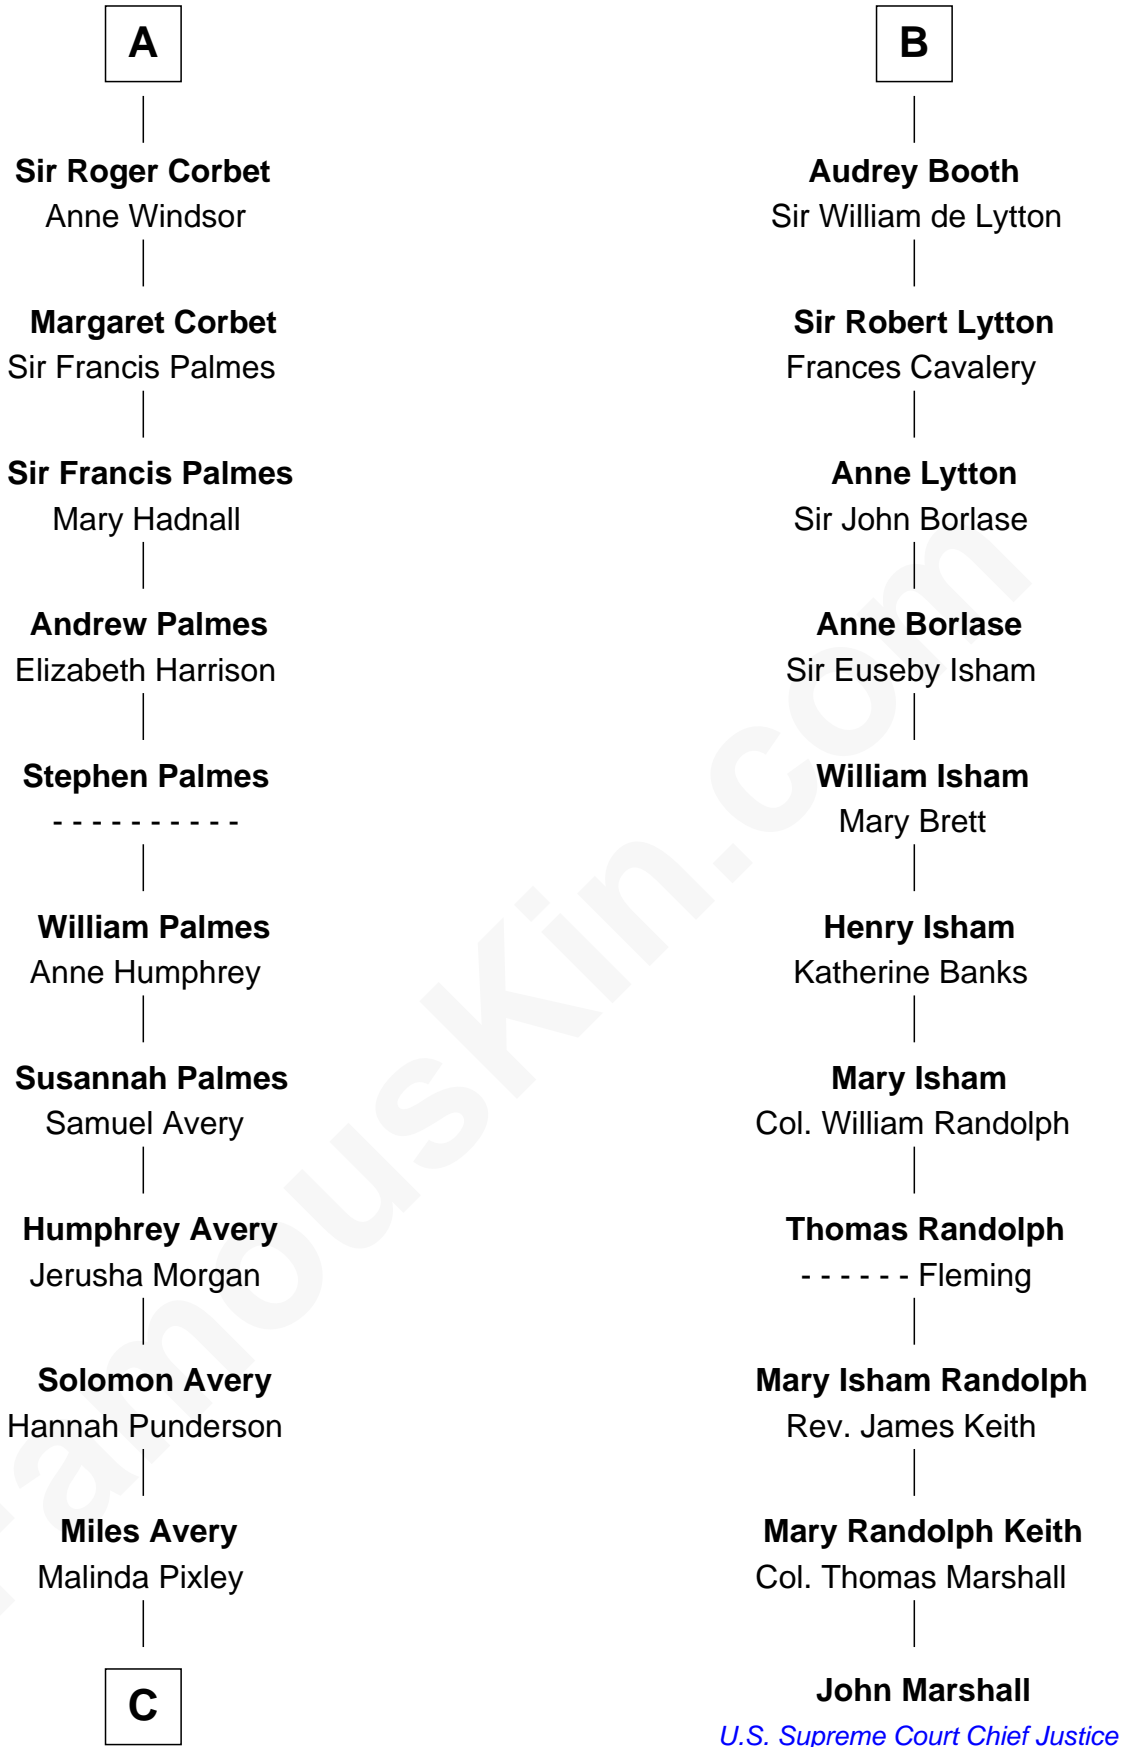 A
Sir Roger Corbet
Anne Windsor
Margaret Corbet
Sir Francis Palmes
Sir Francis Palmes
Mary Hadnall
Andrew Palmes
Elizabeth Harrison
Stephen Palmes
- - - - - - - - - -
William Palmes
Anne Humphrey
Susannah Palmes
Samuel Avery
Humphrey Avery
Jerusha Morgan
Solomon Avery
Hannah Punderson
Miles Avery
Malinda Pixley
C
B
Audrey Booth
Sir William de Lytton
Sir Robert Lytton
Frances Cavalery
Anne Lytton
Sir John Borlase
Anne Borlase
Sir Euseby Isham
William Isham
Mary Brett
Henry Isham
Katherine Banks
Mary Isham
Col. William Randolph
Thomas Randolph
- - - - - - Fleming
Mary Isham Randolph
Rev. James Keith
Mary Randolph Keith
Col. Thomas Marshall
John Marshall
U.S. Supreme Court Chief Justice
FamousKin.com